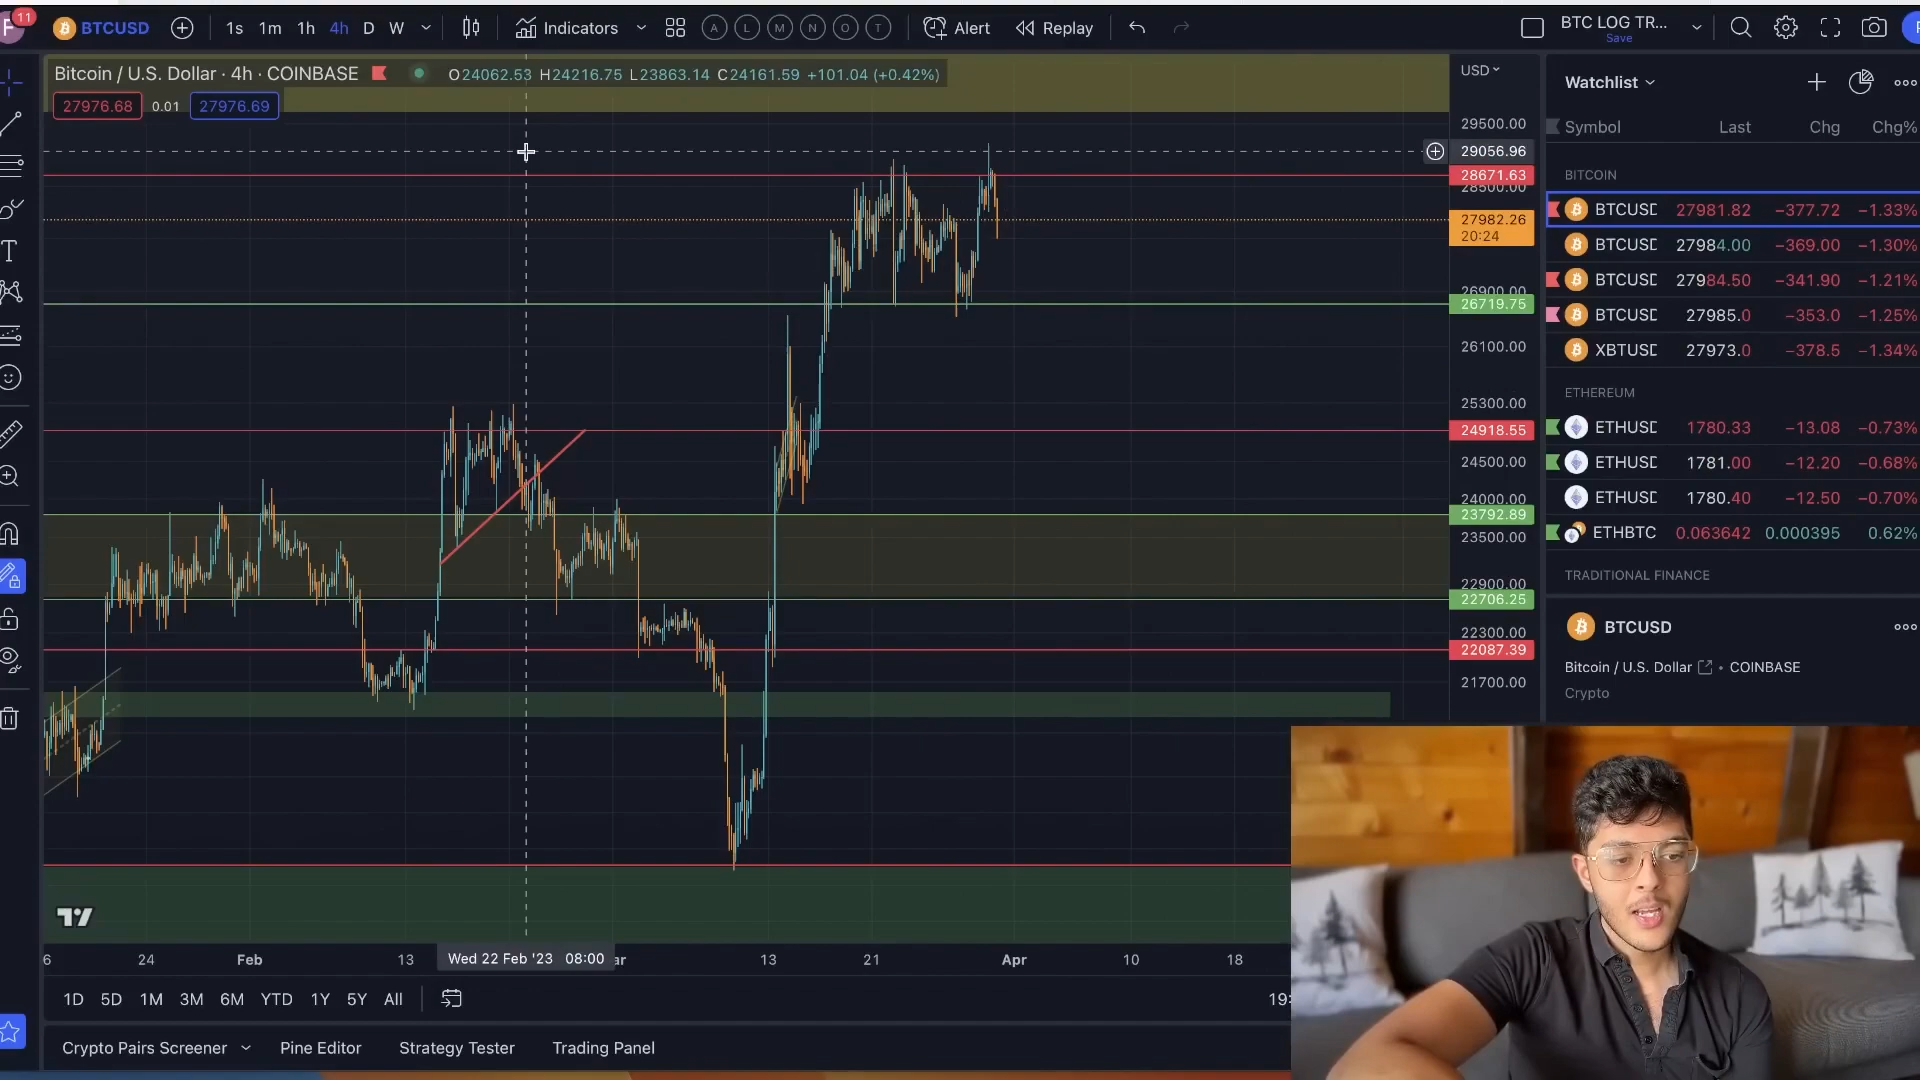 11
BTCUSD 1s 1m 1h 4h D W Indicators A L M N O T Alert Replay BTC LOG TR...
Save
Bitcoin / U.S. Dollar · 4h · COINBASE O24062.53 H24216.75 L23863.14 C24161.59 +101.04 (+0.42%)
27976.68 0.01 27976.69
USD
29500.00
29056.96
28671.63
28500.00
27982.26
20:24
26900.00
26719.75
26100.00
25300.00
24918.55
24500.00
24000.00
23792.89
23500.00
22900.00
22706.25
22300.00
22087.39
21700.00
Watchlist
Symbol Last Chg Chg%
BITCOIN
BTCUSD 27981.82 −377.72 −1.33%
BTCUSD 27984.00 −369.00 −1.30%
BTCUSD 27984.50 −341.90 −1.21%
BTCUSD 27985.0 −353.0 −1.25%
XBTUSD 27973.0 −378.5 −1.34%
ETHEREUM
ETHUSD 1780.33 −13.08 −0.73%
ETHUSD 1781.00 −12.20 −0.68%
ETHUSD 1780.40 −12.50 −0.70%
ETHBTC 0.063642 0.000395 0.62%
TRADITIONAL FINANCE
BTCUSD
Bitcoin / U.S. Dollar • COINBASE
Crypto
6 24 Feb 13 Wed 22 Feb '23 08:00 ar 13 21 Apr 10 18
1D 5D 1M 3M 6M YTD 1Y 5Y All 19:
Crypto Pairs Screener Pine Editor Strategy Tester Trading Panel